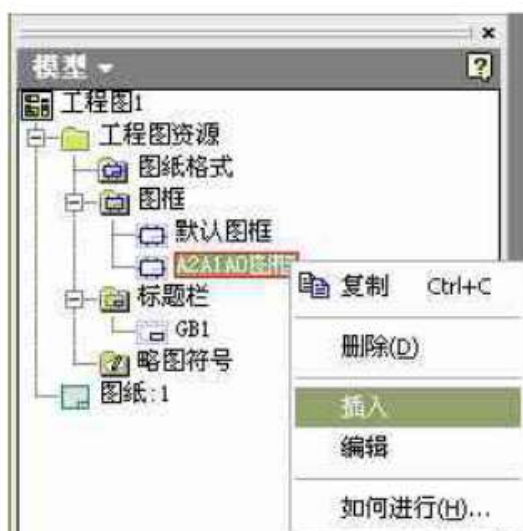 模型
工程图1
工程图资源
图纸格式
图框
默认图框
A2A1A0图框
标题栏
GB1
略图符号
图纸:1
复制 Ctrl+C
删除(D)
插入
编辑
如何进行(H)...